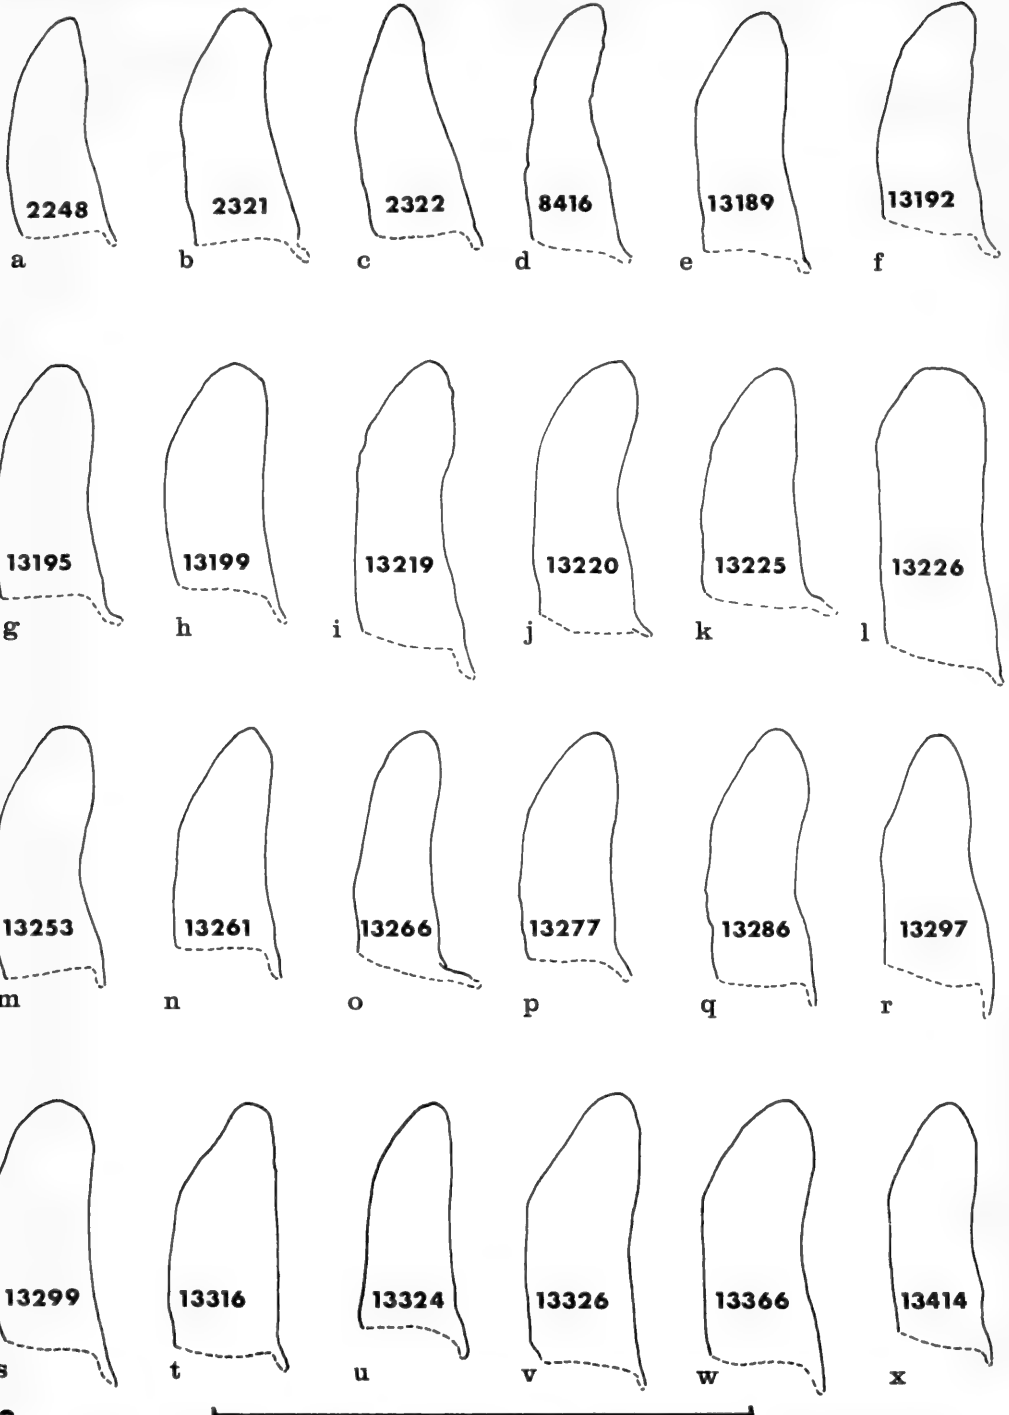 2248 2321 2322 8416 13189 13192
a b c d e f
13195 13199 13219 13220 13225 13226
g h i j k l
13253 13261 13266 13277 13286 13297
m n o p q r
13299 13316 13324 13326 13366 13414
s t u v w x